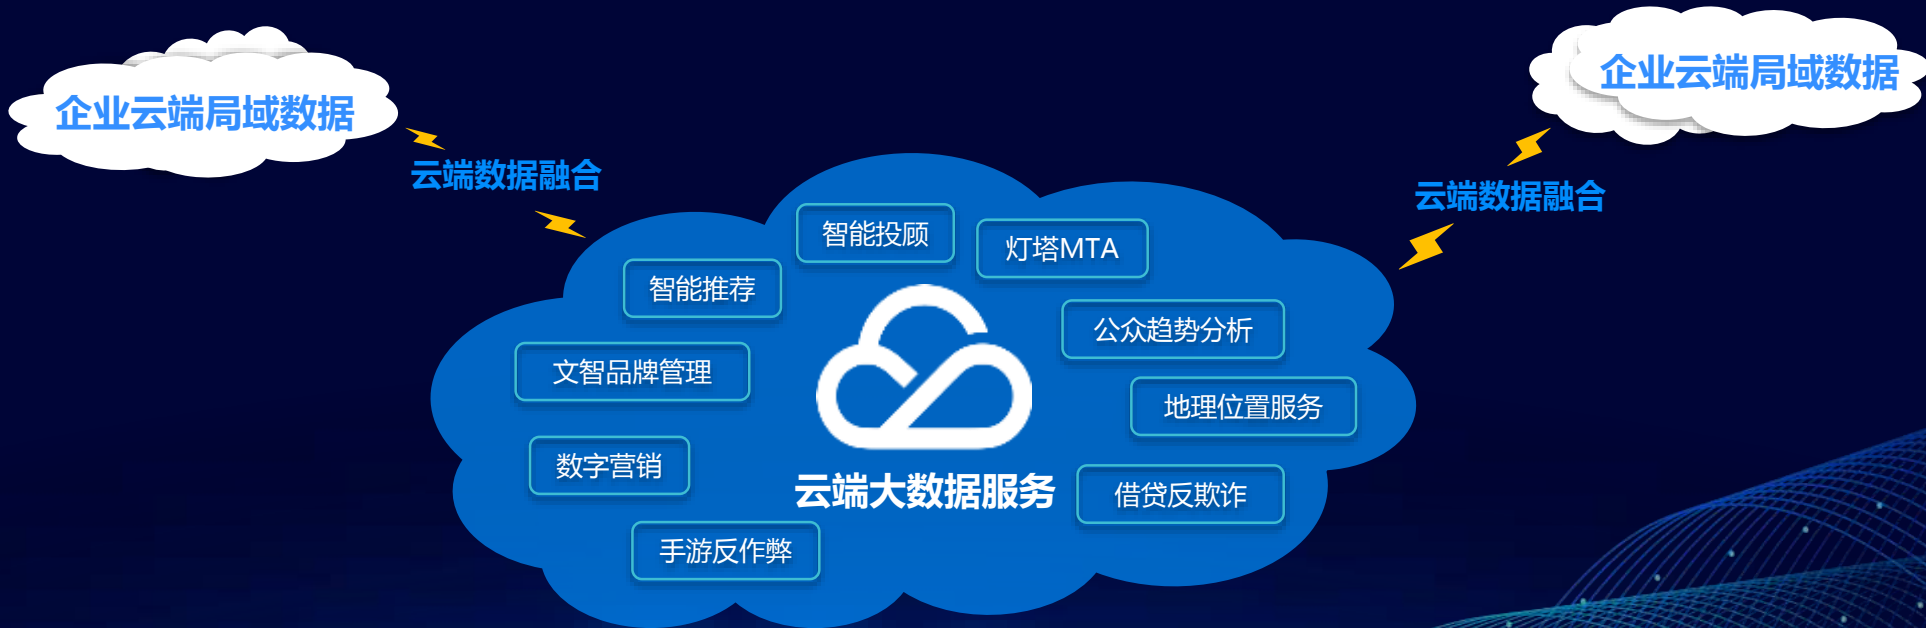 企业云端局域数据
企业云端局域数据
云端数据融合
云端数据融合
智能投顾
灯塔MTA
智能推荐
公众趋势分析
文智品牌管理
地理位置服务
数字营销
云端大数据服务
借贷反欺诈
手游反作弊